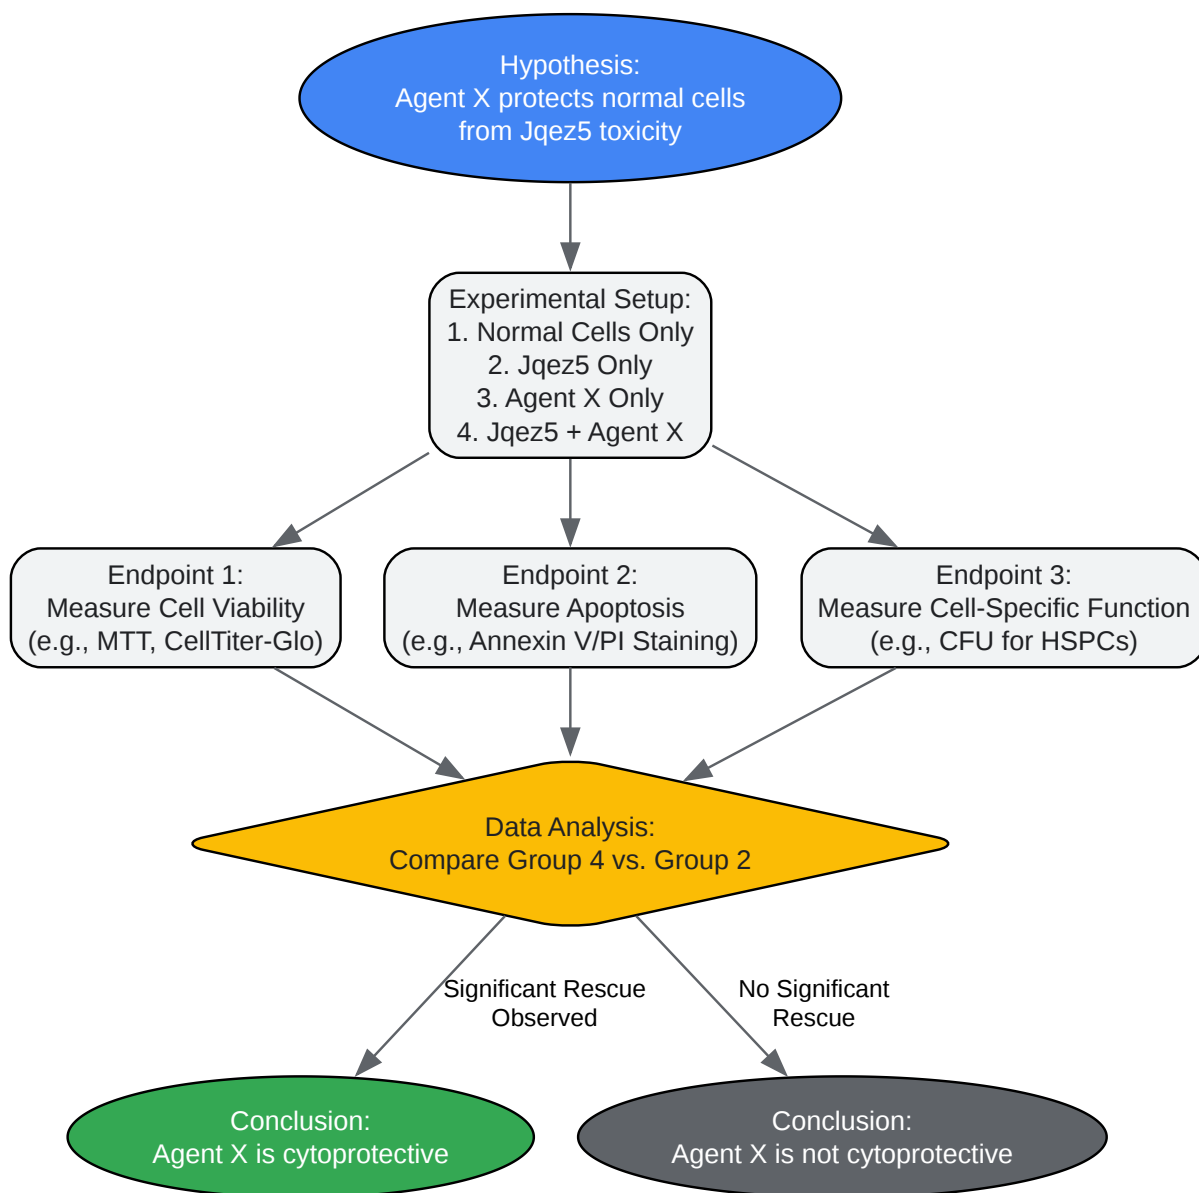 Hypothesis:
Agent X protects normal cells
from Jqez5 toxicity
Experimental Setup:
1. Normal Cells Only
2. Jqez5 Only
3. Agent X Only
4. Jqez5 + Agent X
Endpoint 1:
Measure Cell Viability
(e.g., MTT, CellTiter-Glo)
Endpoint 2:
Measure Apoptosis
(e.g., Annexin V/PI Staining)
Endpoint 3:
Measure Cell-Specific Function
(e.g., CFU for HSPCs)
Data Analysis:
Compare Group 4 vs. Group 2
Significant Rescue
Observed
No Significant
Rescue
Conclusion:
Agent X is cytoprotective
Conclusion:
Agent X is not cytoprotective